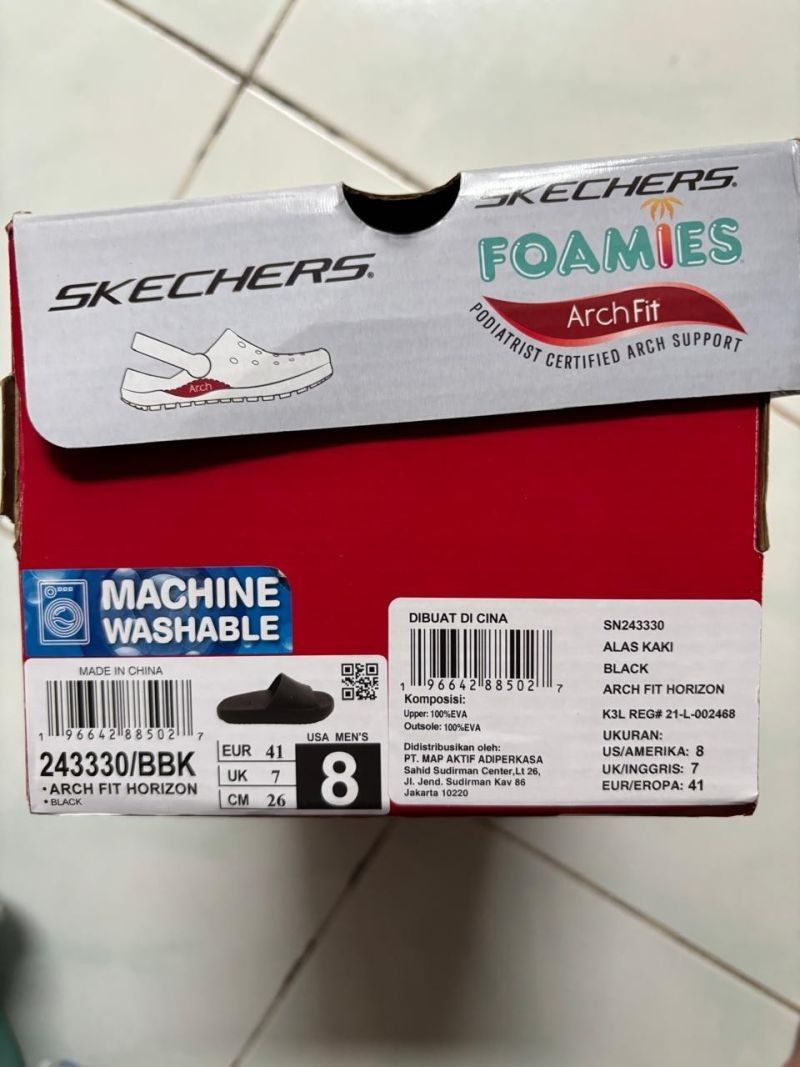 SKECHERS.
FOAMIES
ArchFit
PODIATRIST CERTIFIED ARCH SUPPORT
SKECHERS.
Arch
MACHINE
WASHABLE
MADE IN CHINA
1 96642 88502 7
243330/BBK
• ARCH FIT HORIZON
• BLACK
USA MEN'S
8
EUR 41
UK 7
CM 26
DIBUAT DI CINA
1 96642 88502 7
Komposisi:
Upper: 100%EVA
Outsole: 100%EVA
Didistribusikan oleh:
PT. MAP AKTIF ADIPERKASA
Sahid Sudirman Center,Lt 26,
Jl. Jend. Sudirman Kav 86
Jakarta 10220
SN243330
ALAS KAKI
BLACK
ARCH FIT HORIZON
K3L REG# 21-L-002468
UKURAN:
US/AMERIKA: 8
UK/INGGRIS: 7
EUR/EROPA: 41